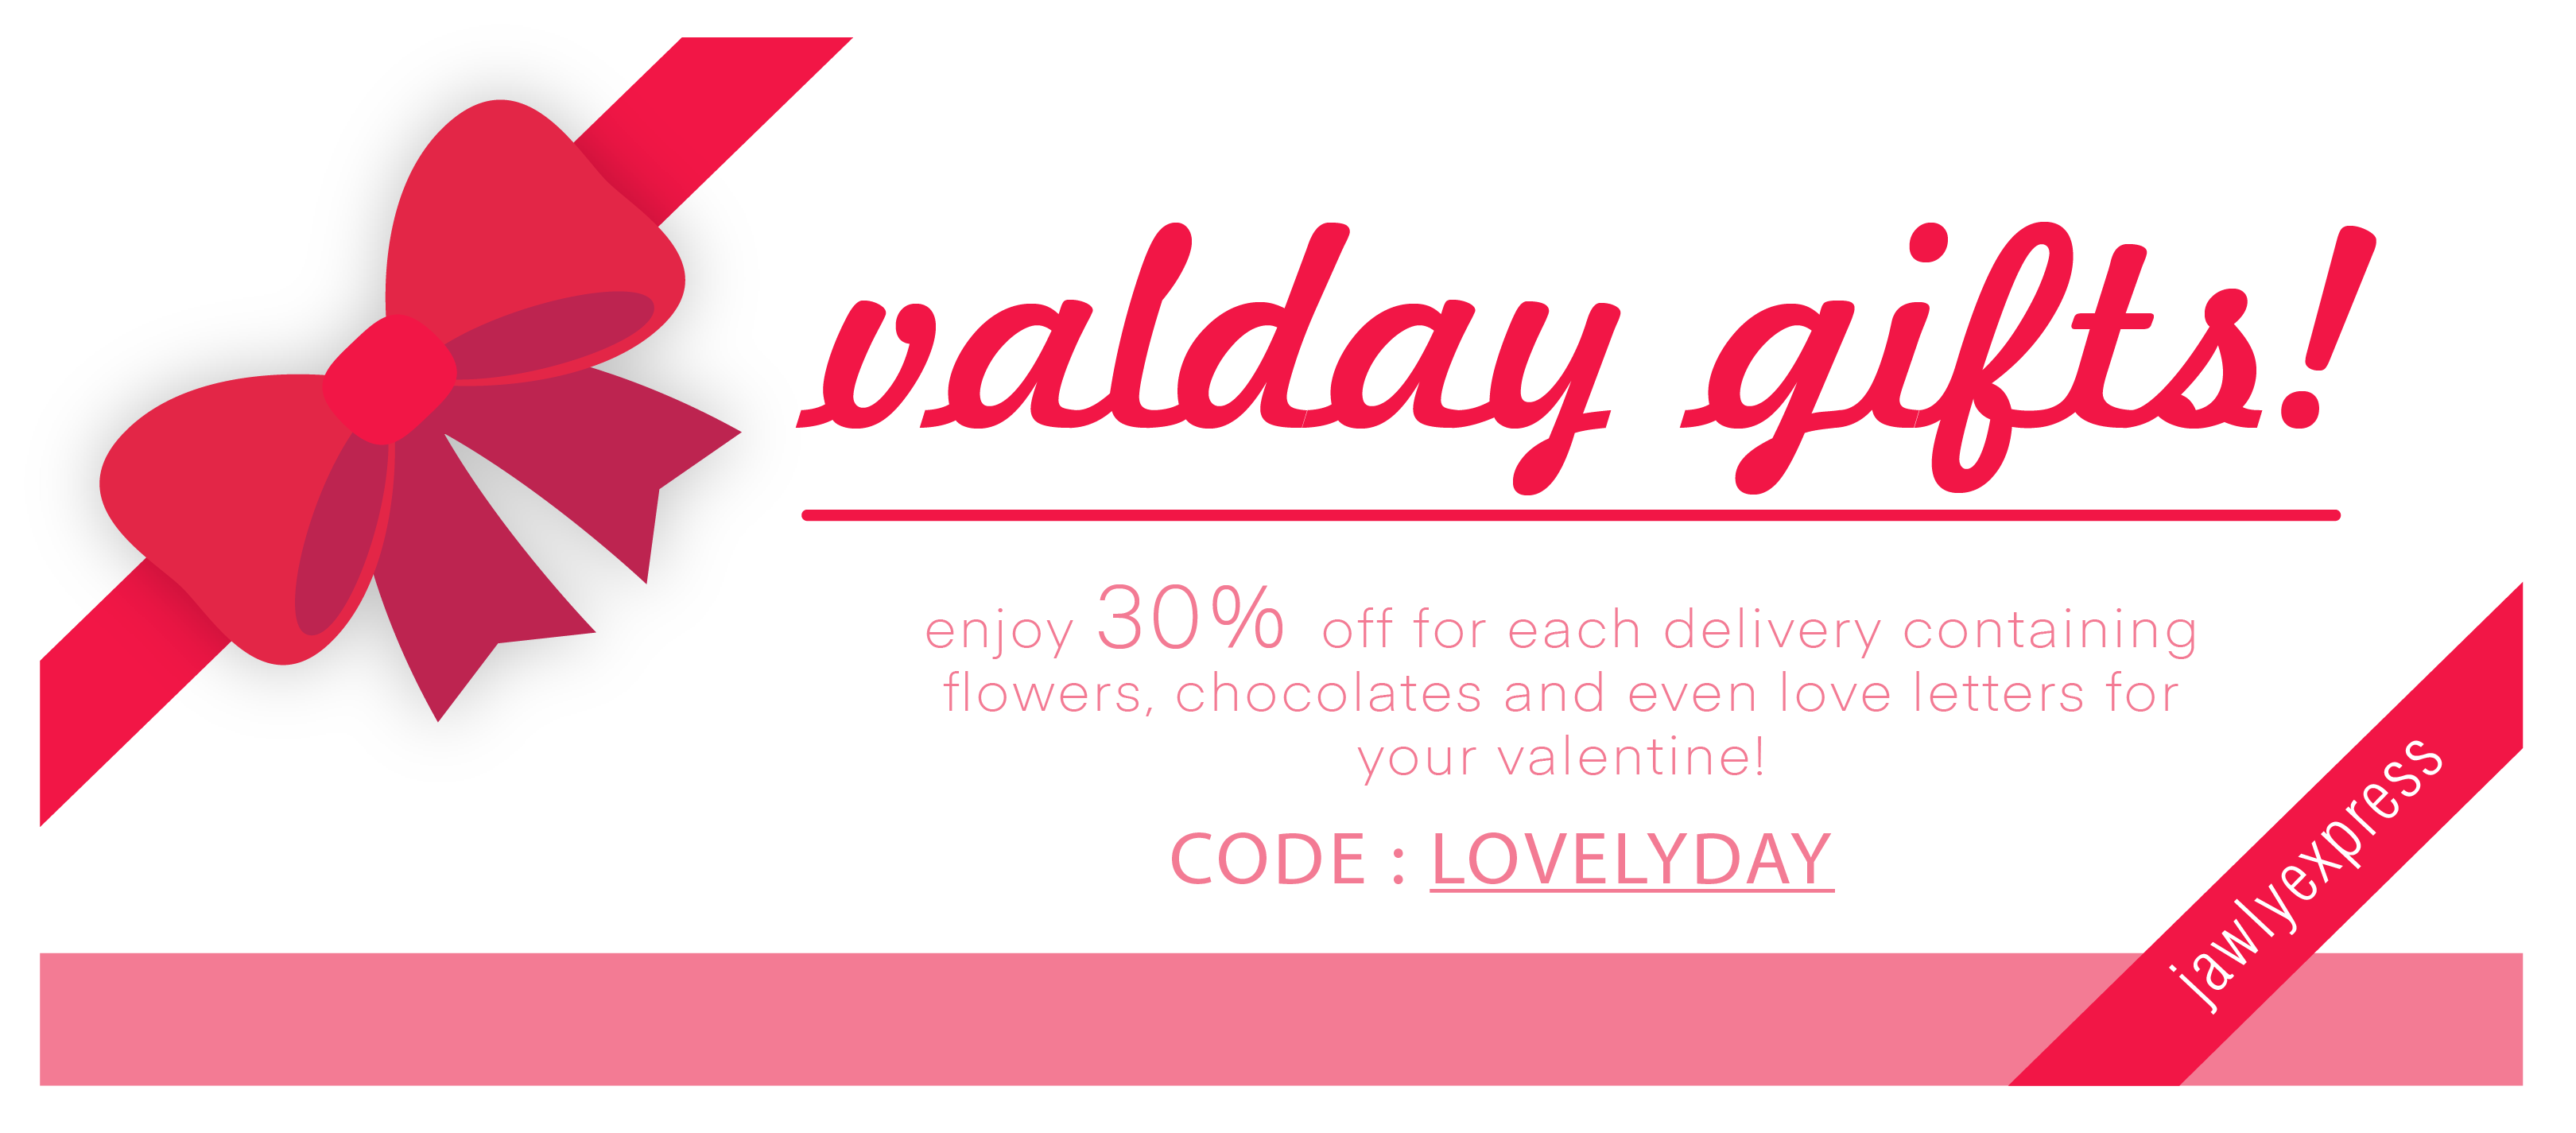 valday gifts!
enjoy 30% off for each delivery containing
flowers, chocolates and even love letters for
your valentine!
CODE : LOVELYDAY
jawlyexpress